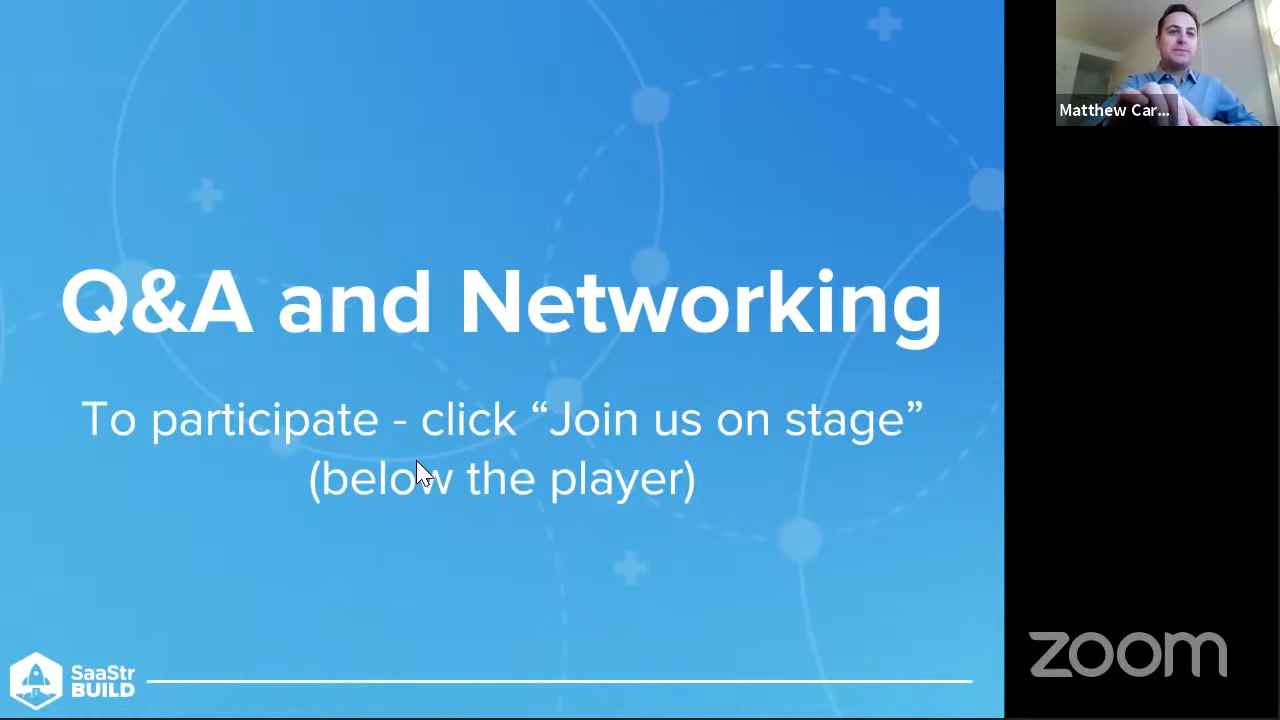 Matthew Car...
Q&A and Networking
To participate - click “Join us on stage”
(below the player)
SaaStr
BUILD
zoom